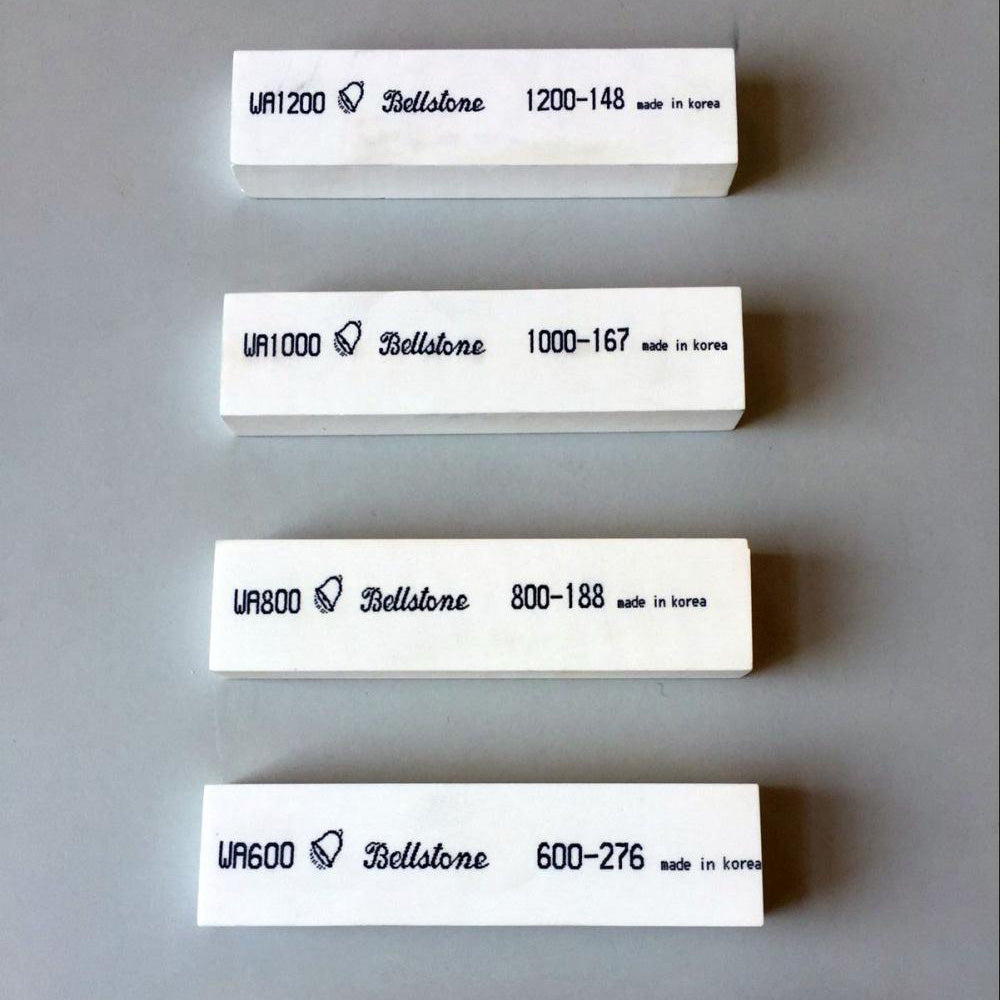 WA1200 Bellstone 1200-148 made in korea
WA1000 Bellstone 1000-167 made in korea
WA800 Bellstone 800-188 made in korea
WA600 Bellstone 600-276 made in korea